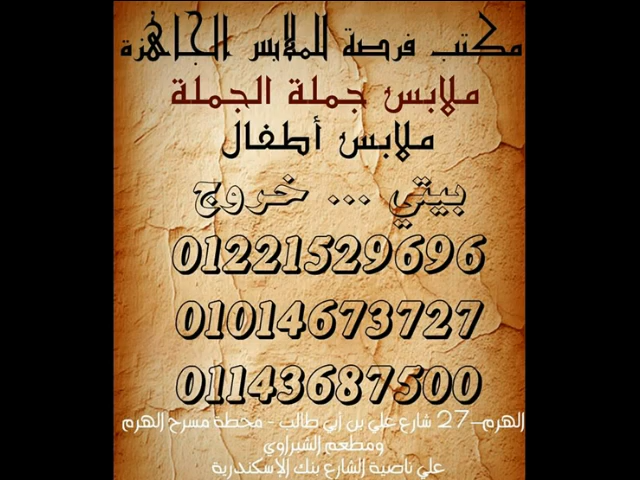 مكتب فرصة للملابس الجاهزة
ملابس جملة الجملة
ملابس أطفال
بيتي ... خروج
01221529696
01014673727
01143687500
الهرم-27 شارع علي بن أبي طالب - محطة مسرح الهرم
ومطعم الشبراوي
علي ناصية الشارع بنك الإسكندرية